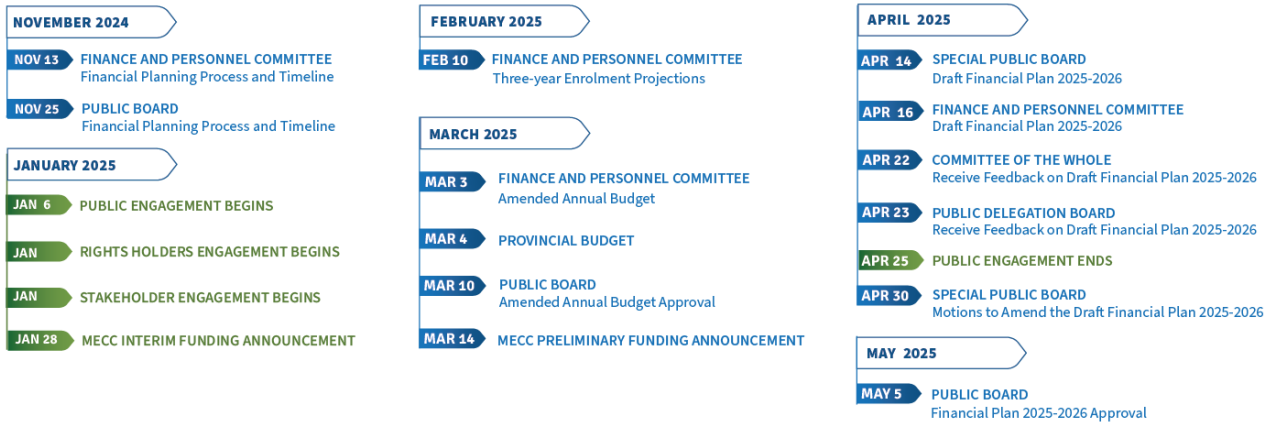 NOVEMBER 2024
NOV 13
FINANCE AND PERSONNEL COMMITTEE
Financial Planning Process and Timeline
NOV 25
PUBLIC BOARD
Financial Planning Process and Timeline
JANUARY 2025
JAN 6
PUBLIC ENGAGEMENT BEGINS
JAN
RIGHTS HOLDERS ENGAGEMENT BEGINS
JAN
STAKEHOLDER ENGAGEMENT BEGINS
JAN 28
MECC INTERIM FUNDING ANNOUNCEMENT
FEBRUARY 2025
FEB 10
FINANCE AND PERSONNEL COMMITTEE
Three-year Enrolment Projections
MARCH 2025
MAR 3
FINANCE AND PERSONNEL COMMITTEE
Amended Annual Budget
MAR 4
PROVINCIAL BUDGET
MAR 10
PUBLIC BOARD
Amended Annual Budget Approval
MAR 14
MECC PRELIMINARY FUNDING ANNOUNCEMENT
APRIL 2025
APR 14
SPECIAL PUBLIC BOARD
Draft Financial Plan 2025-2026
APR 16
FINANCE AND PERSONNEL COMMITTEE
Draft Financial Plan 2025-2026
APR 22
COMMITTEE OF THE WHOLE
Receive Feedback on Draft Financial Plan 2025-2026
APR 23
PUBLIC DELEGATION BOARD
Receive Feedback on Draft Financial Plan 2025-2026
APR 25
PUBLIC ENGAGEMENT ENDS
APR 30
SPECIAL PUBLIC BOARD
Motions to Amend the Draft Financial Plan 2025-2026
MAY 2025
MAY 5
PUBLIC BOARD
Financial Plan 2025-2026 Approval